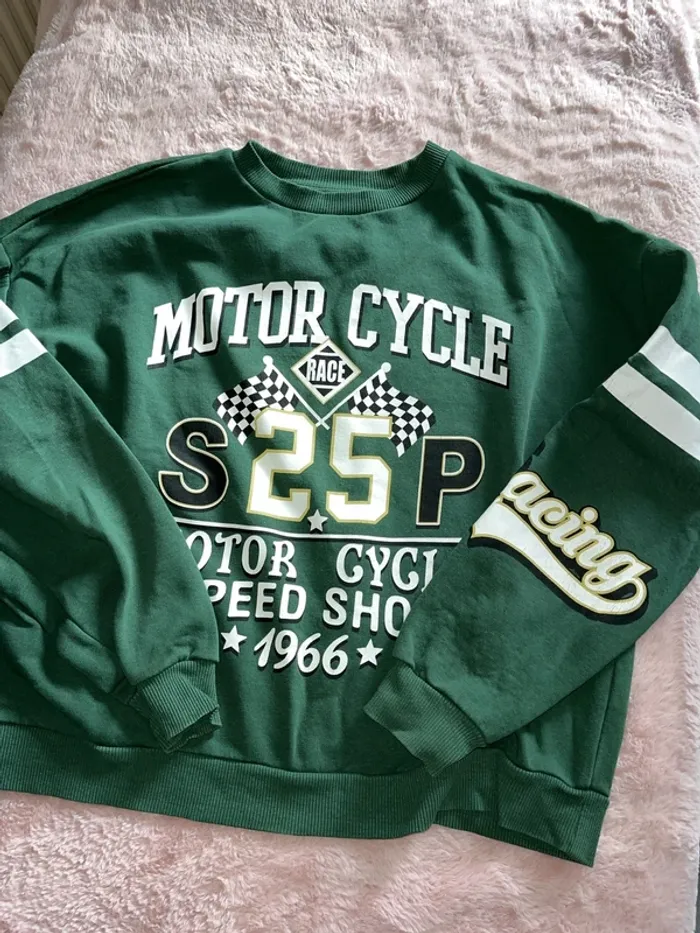 MOTOR CYCLE
RACE
S 25 P
OTOR CYCL
PEED SHO
1966
acing